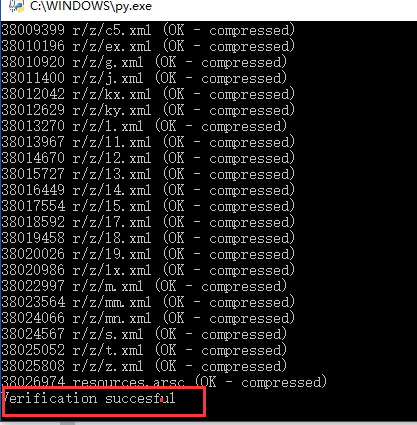 C:\WINDOWS\py.exe
38009399 r/z/c5.xml (OK - compressed)
38010196 r/z/ex.xml (OK - compressed)
38010920 r/z/g.xml (OK - compressed)
38011400 r/z/j.xml (OK - compressed)
38012042 r/z/kx.xml (OK - compressed)
38012629 r/z/ky.xml (OK - compressed)
38013270 r/z/l.xml (OK - compressed)
38013967 r/z/l1.xml (OK - compressed)
38014670 r/z/l2.xml (OK - compressed)
38015727 r/z/l3.xml (OK - compressed)
38016449 r/z/l4.xml (OK - compressed)
38017554 r/z/l5.xml (OK - compressed)
38018592 r/z/l7.xml (OK - compressed)
38019458 r/z/l8.xml (OK - compressed)
38020026 r/z/l9.xml (OK - compressed)
38020986 r/z/lx.xml (OK - compressed)
38022997 r/z/m.xml (OK - compressed)
38023564 r/z/mm.xml (OK - compressed)
38024066 r/z/mn.xml (OK - compressed)
38024567 r/z/s.xml (OK - compressed)
38025052 r/z/t.xml (OK - compressed)
38025808 r/z/z.xml (OK - compressed)
38026974 resources.arsc (OK - compressed)
Verification succesful